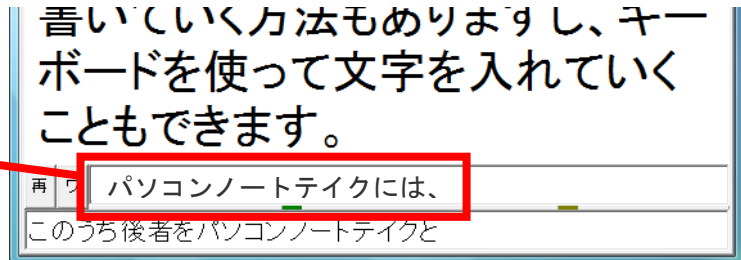 書いていく方法もありますし、キー
ボードを使って文字を入れていく
こともできます。
再 ワ パソコンノートテイクには、
このうち後者をパソコンノートテイクと